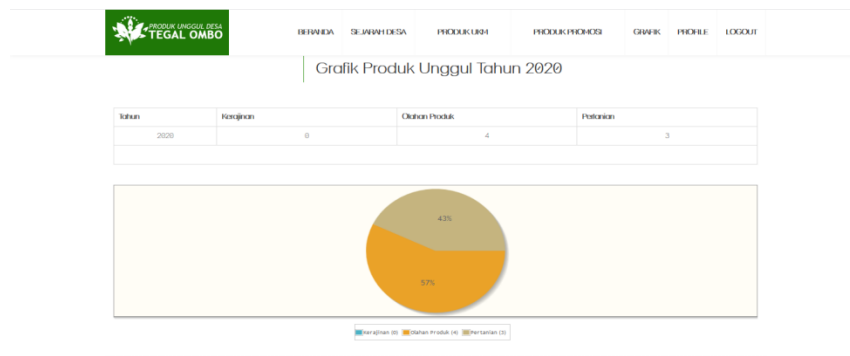 PRODUK UNGGUL DESA
TEGAL OMBO
BERANDA SEJARAH DESA PRODUK UKM PRODUK PROMOSI GRAFIK PROFILE LOGOUT
Grafik Produk Unggul Tahun 2020
Tahun Kerajinan Olahan Produk Pertanian
2020 0 4 3
43%
57%
Kerajinan (0) Olahan Produk (4) Pertanian (3)